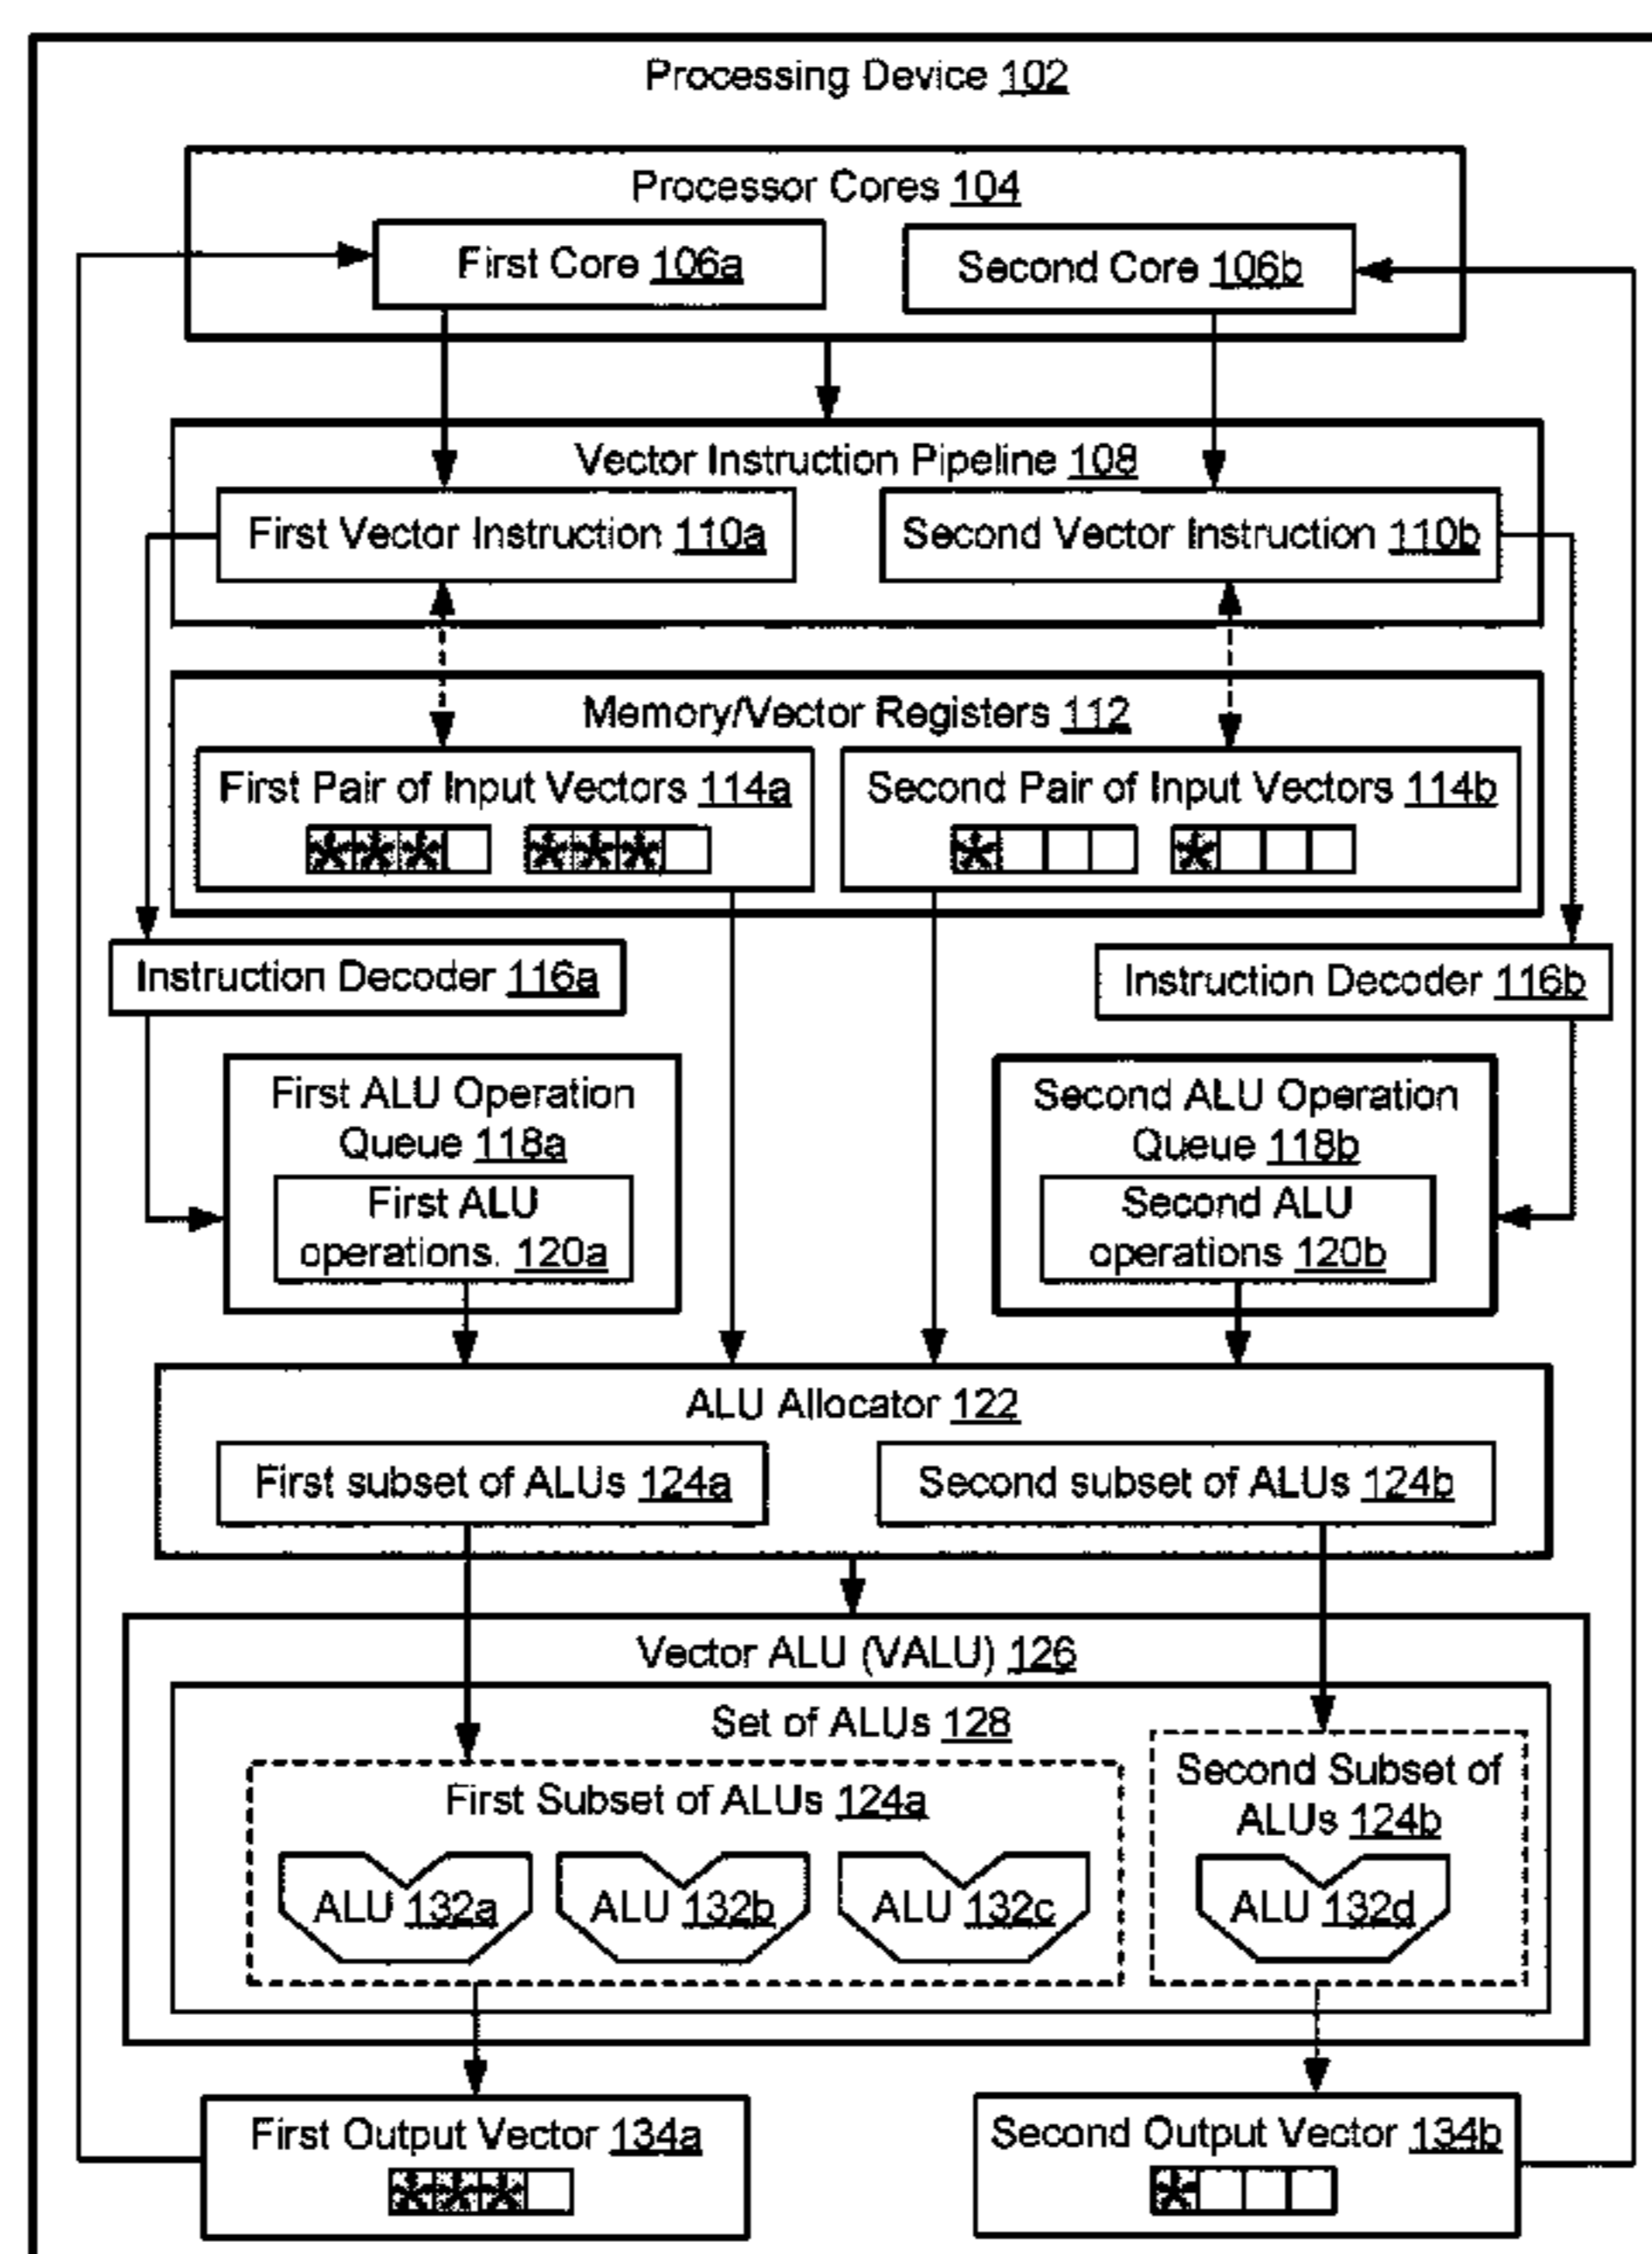 Processing Device 102
Processor Cores 104
First Core 106a
Second Core 106b
Vector Instruction Pipeline 108
First Vector Instruction 110a
Second Vector Instruction 110b
Memory/Vector Registers 112
First Pair of Input Vectors 114a
Second Pair of Input Vectors 114b
* * * * * *
* *
Instruction Decoder 116a
Instruction Decoder 116b
First ALU Operation
Queue 118a
First ALU
operations. 120a
Second ALU Operation
Queue 118b
Second ALU
operations 120b
ALU Allocator 122
First subset of ALUs 124a
Second subset of ALUs 124b
Vector ALU (VALU) 126
Set of ALUs 128
First Subset of ALUs 124a
Second Subset of
ALUs 124b
ALU 132a
ALU 132b
ALU 132c
ALU 132d
First Output Vector 134a
* * *
Second Output Vector 134b
*